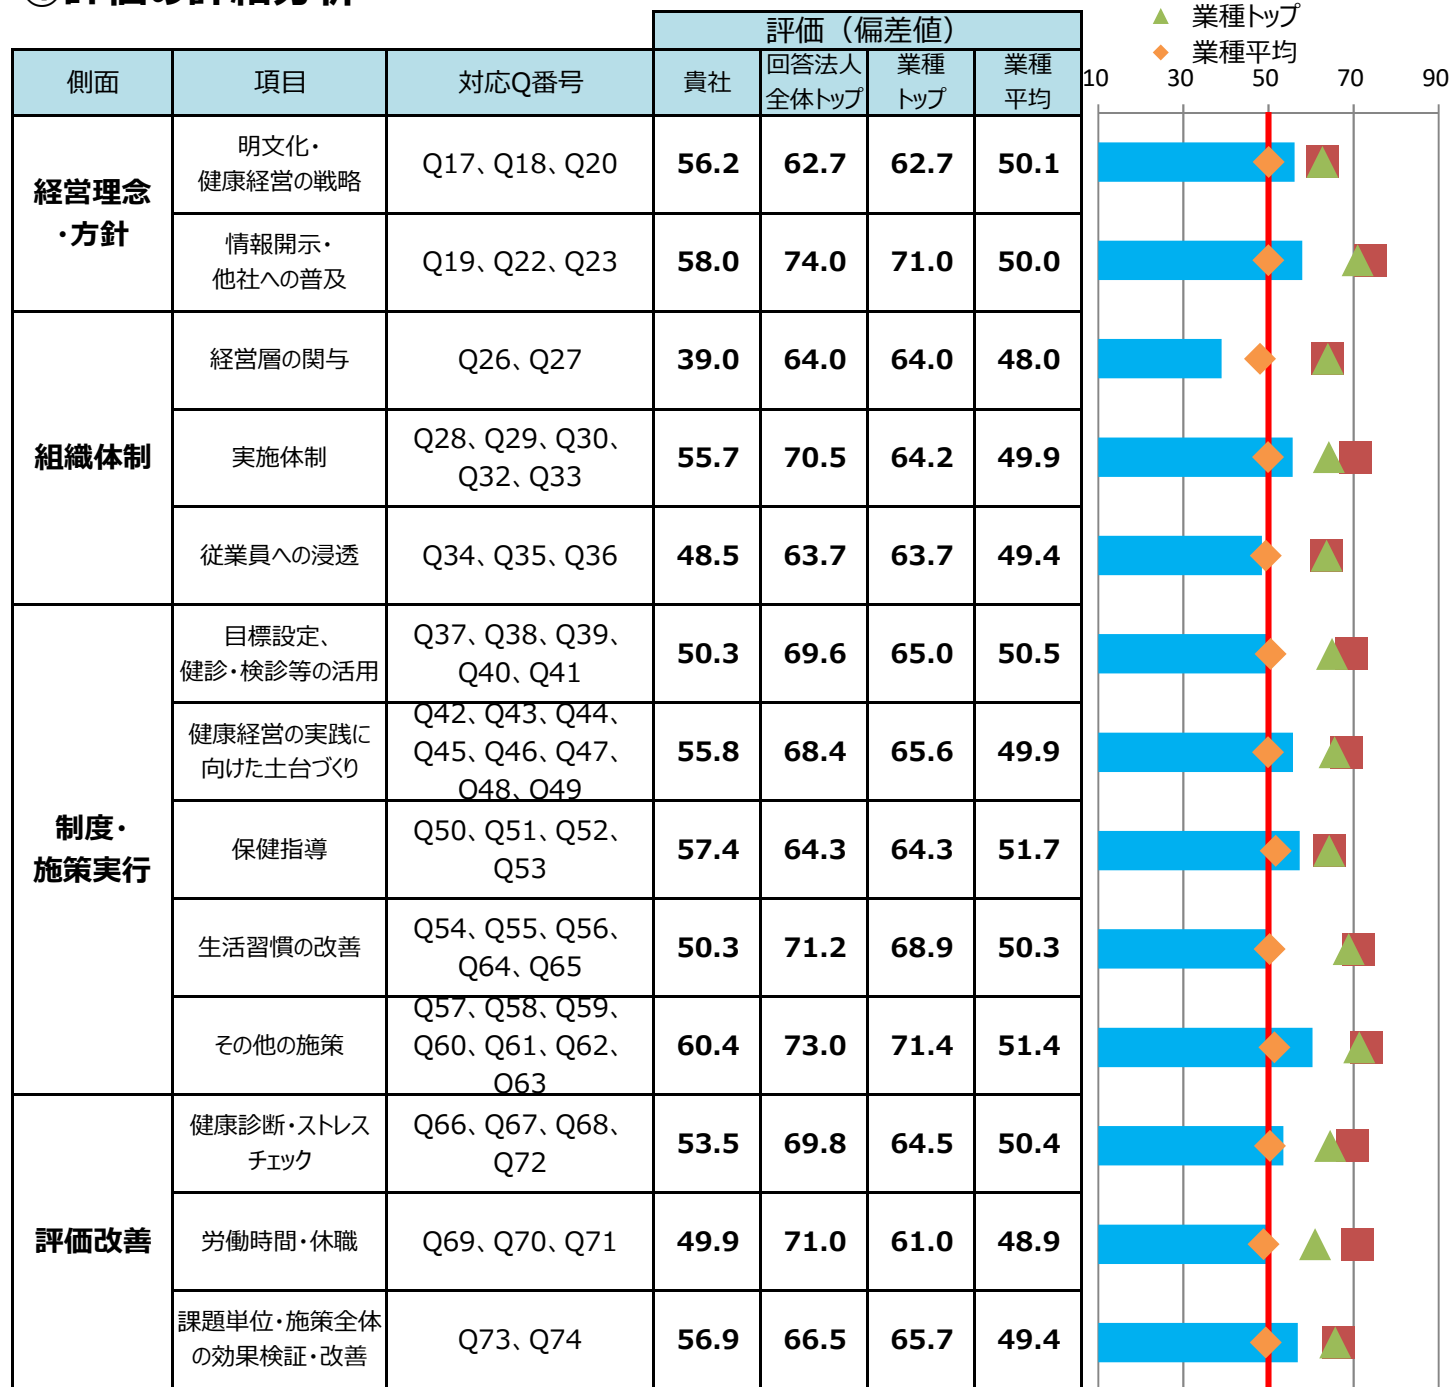 ①評価の詳細分析
▲ 業種トップ
◆ 業種平均
10 30 50 70 90
評価（偏差値）
側面 項目 対応Q番号 貴社 回答法人全体トップ 業種トップ 業種平均
経営理念・方針
明文化・
健康経営の戦略
Q17、Q18、Q20 56.2 62.7 62.7 50.1
情報開示・
他社への普及
Q19、Q22、Q23 58.0 74.0 71.0 50.0
組織体制
経営層の関与 Q26、Q27 39.0 64.0 64.0 48.0
実施体制
Q28、Q29、Q30、
Q32、Q33
55.7 70.5 64.2 49.9
従業員への浸透 Q34、Q35、Q36 48.5 63.7 63.7 49.4
制度・
施策実行
目標設定、
健診・検診等の活用
Q37、Q38、Q39、
Q40、Q41
50.3 69.6 65.0 50.5
健康経営の実践に
向けた土台づくり
Q42、Q43、Q44、
Q45、Q46、Q47、
Q48、Q49
55.8 68.4 65.6 49.9
保健指導
Q50、Q51、Q52、
Q53
57.4 64.3 64.3 51.7
生活習慣の改善
Q54、Q55、Q56、
Q64、Q65
50.3 71.2 68.9 50.3
その他の施策
Q57、Q58、Q59、
Q60、Q61、Q62、
Q63
60.4 73.0 71.4 51.4
評価改善
健康診断・ストレス
チェック
Q66、Q67、Q68、
Q72
53.5 69.8 64.5 50.4
労働時間・休職 Q69、Q70、Q71 49.9 71.0 61.0 48.9
課題単位・施策全体
の効果検証・改善
Q73、Q74 56.9 66.5 65.7 49.4